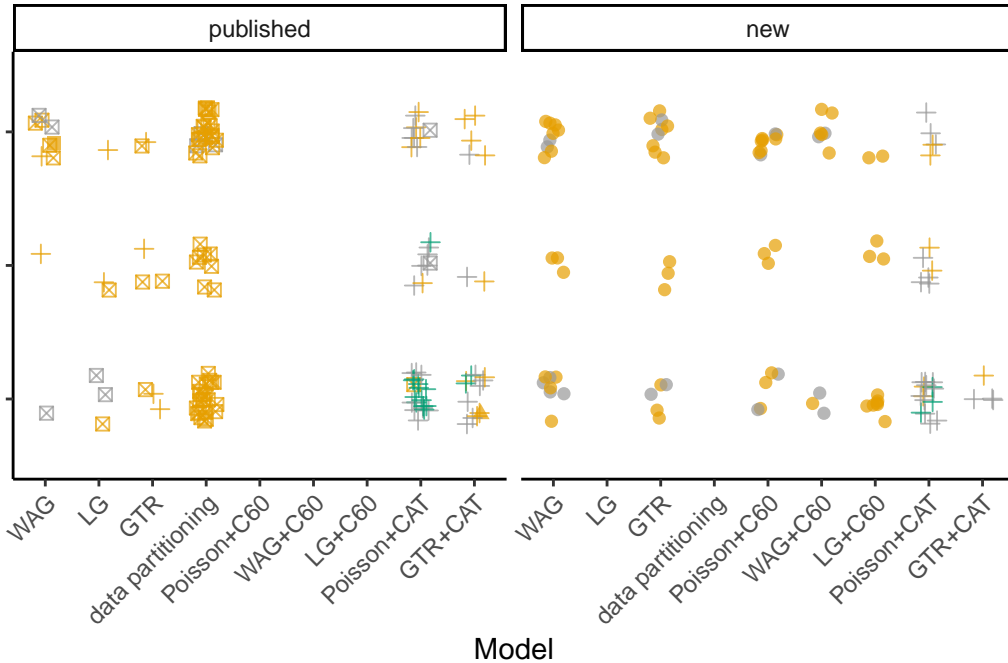 published
new
WAG
LG
GTR
data partitioning
Poisson+C60
WAG+C60
LG+C60
Poisson+CAT
GTR+CAT
WAG
LG
GTR
data partitioning
Poisson+C60
WAG+C60
LG+C60
Poisson+CAT
GTR+CAT
Model